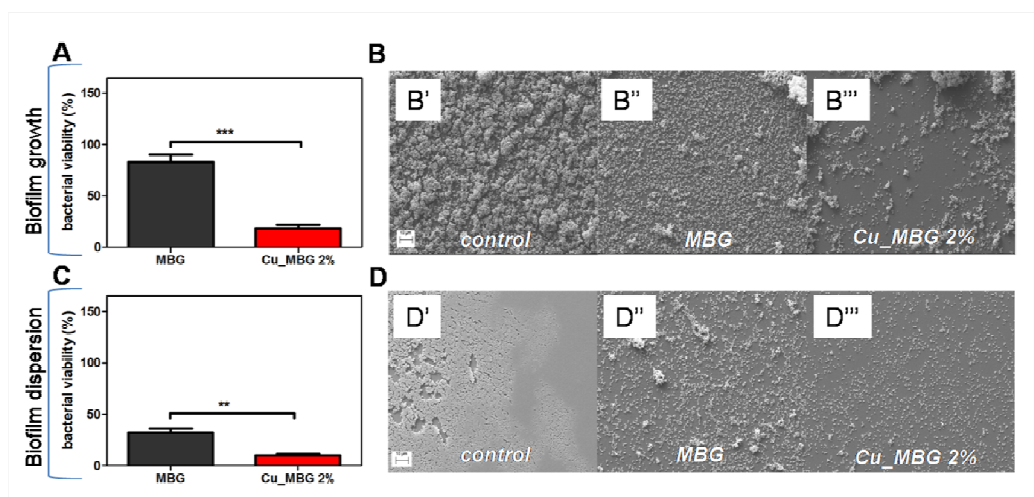 A
Biofilm growth
bacterial viability (%)
150
100
50
0
***
MBG
Cu_MBG 2%
B
B'
control
B''
MBG
B'''
Cu_MBG 2%
C
Biofilm dispersion
bacterial viability (%)
150
100
50
0
**
MBG
Cu_MBG 2%
D
D'
control
D''
MBG
D'''
Cu_MBG 2%